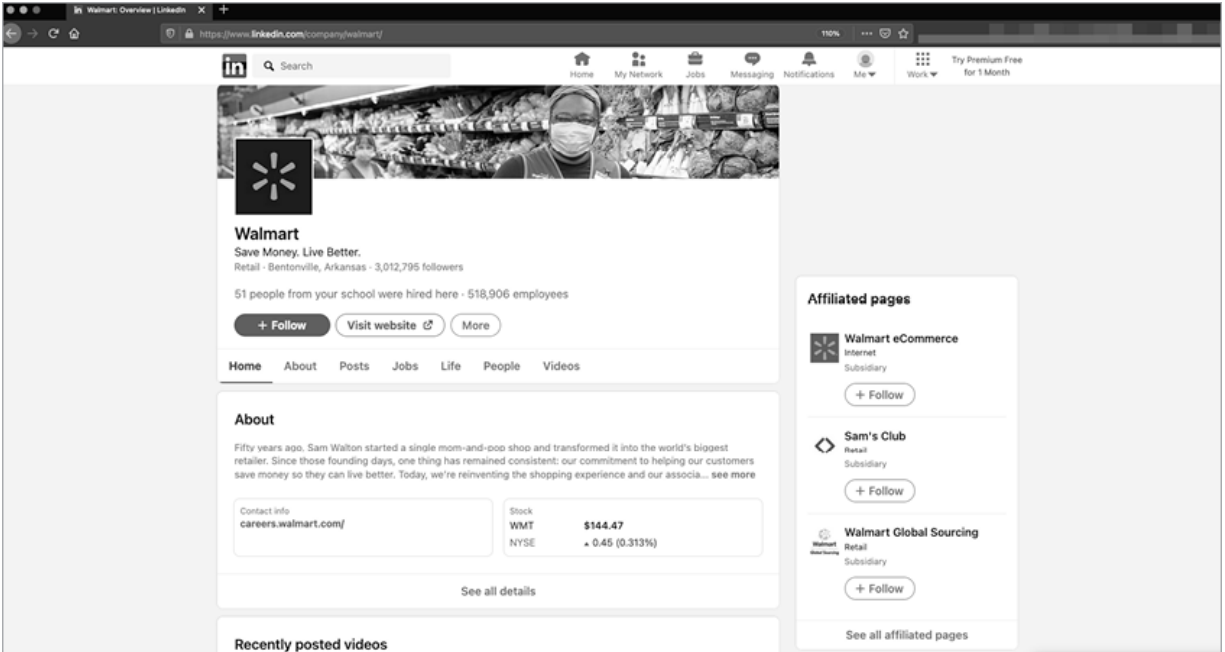 Walmart: Overview | LinkedIn
https://www.linkedin.com/company/walmart/
110%
in
Search
Home
My Network
Jobs
Messaging
Notifications
Me
Work
Try Premium Free
for 1 Month
Walmart
Save Money. Live Better.
Retail · Bentonville, Arkansas · 3,012,795 followers
51 people from your school were hired here · 518,906 employees
+ Follow
Visit website
More
Home
About
Posts
Jobs
Life
People
Videos
About
Fifty years ago, Sam Walton started a single mom-and-pop shop and transformed it into the world's biggest
retailer. Since those founding days, one thing has remained consistent: our commitment to helping our customers
save money so they can live better. Today, we're reinventing the shopping experience and our associa... see more
Contact info
careers.walmart.com/
Stock
WMT $144.47
NYSE ▲ 0.45 (0.313%)
See all details
Recently posted videos
Affiliated pages
Walmart eCommerce
Internet
Subsidiary
+ Follow
Sam's Club
Retail
Subsidiary
+ Follow
Walmart
Global Sourcing
Walmart Global Sourcing
Retail
Subsidiary
+ Follow
See all affiliated pages